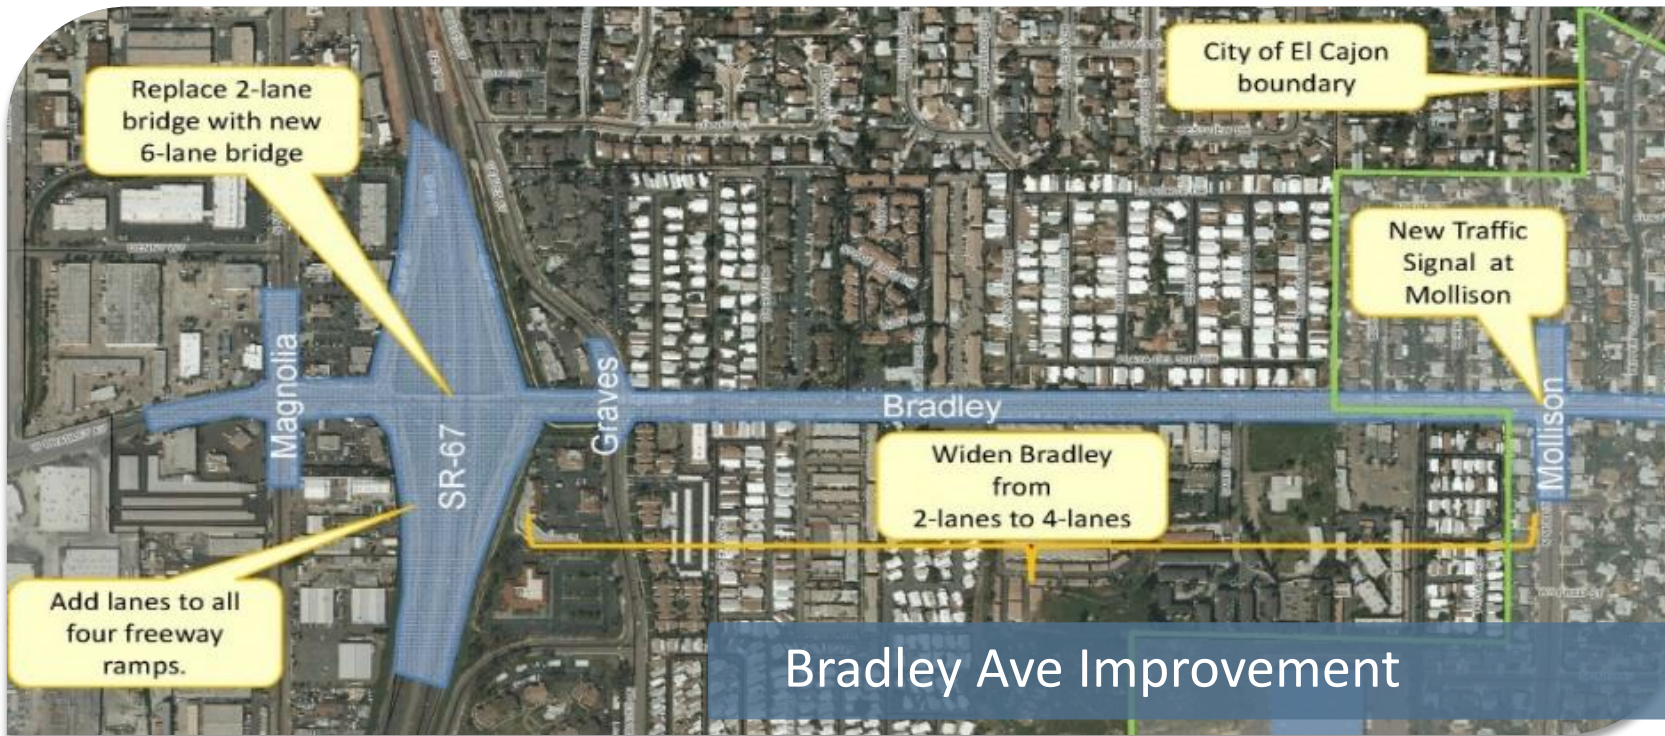 Replace 2-lane
bridge with new
6-lane bridge
City of El Cajon
boundary
New Traffic
Signal at
Mollison
Magnolia
SR-67
Graves
Bradley
Mollison
Widen Bradley
from
2-lanes to 4-lanes
Add lanes to all
four freeway
ramps.
Bradley Ave Improvement